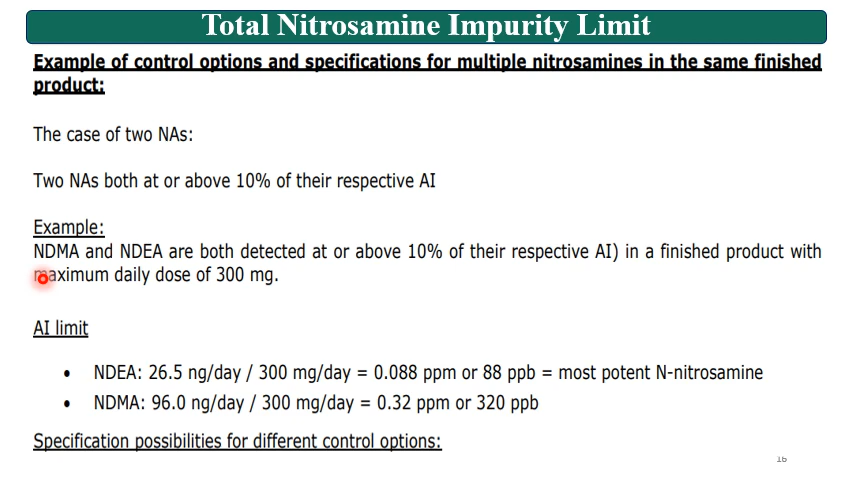 Total Nitrosamine Impurity Limit
Example of control options and specifications for multiple nitrosamines in the same finished
product:
The case of two NAs:
Two NAs both at or above 10% of their respective AI
Example:
NDMA and NDEA are both detected at or above 10% of their respective AI) in a finished product with
maximum daily dose of 300 mg.
AI limit
• NDEA: 26.5 ng/day / 300 mg/day = 0.088 ppm or 88 ppb = most potent N-nitrosamine
• NDMA: 96.0 ng/day / 300 mg/day = 0.32 ppm or 320 ppb
Specification possibilities for different control options:
16